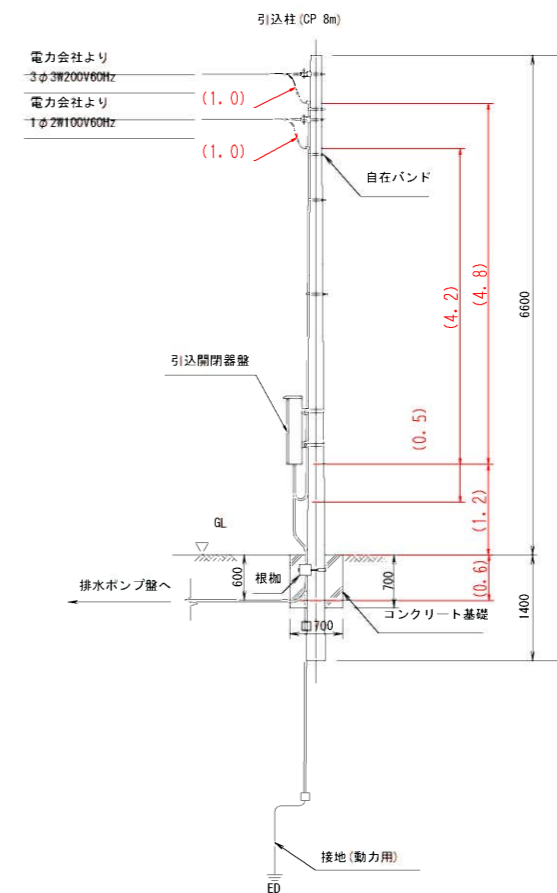 引込柱(CP 8m)
電力会社より
3φ3W200V60Hz
電力会社より
1φ2W100V60Hz
(1.0)
(1.0)
自在バンド
(4.2)
(4.8)
6600
引込開閉器盤
(0.5)
(1.2)
GL
600
根枷
700
(0.6)
排水ポンプ盤へ
コンクリート基礎
700
1400
接地(動力用)
ED